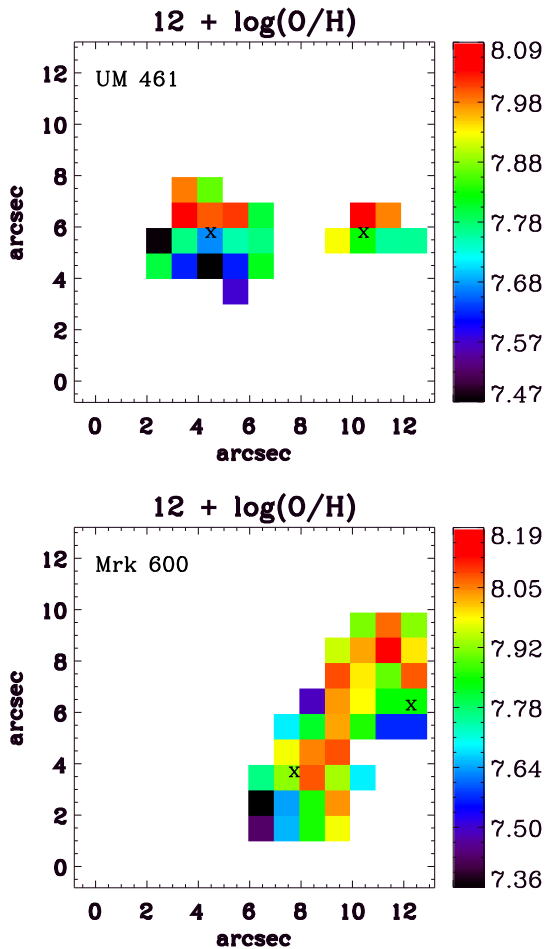 12 + log(O/H)
UM 461
x
x
arcsec
12
10
8
6
4
2
0
0 2 4 6 8 10 12
arcsec
8.09
7.98
7.88
7.78
7.68
7.57
7.47
12 + log(O/H)
Mrk 600
x
x
arcsec
12
10
8
6
4
2
0
0 2 4 6 8 10 12
arcsec
8.19
8.05
7.92
7.78
7.64
7.50
7.36